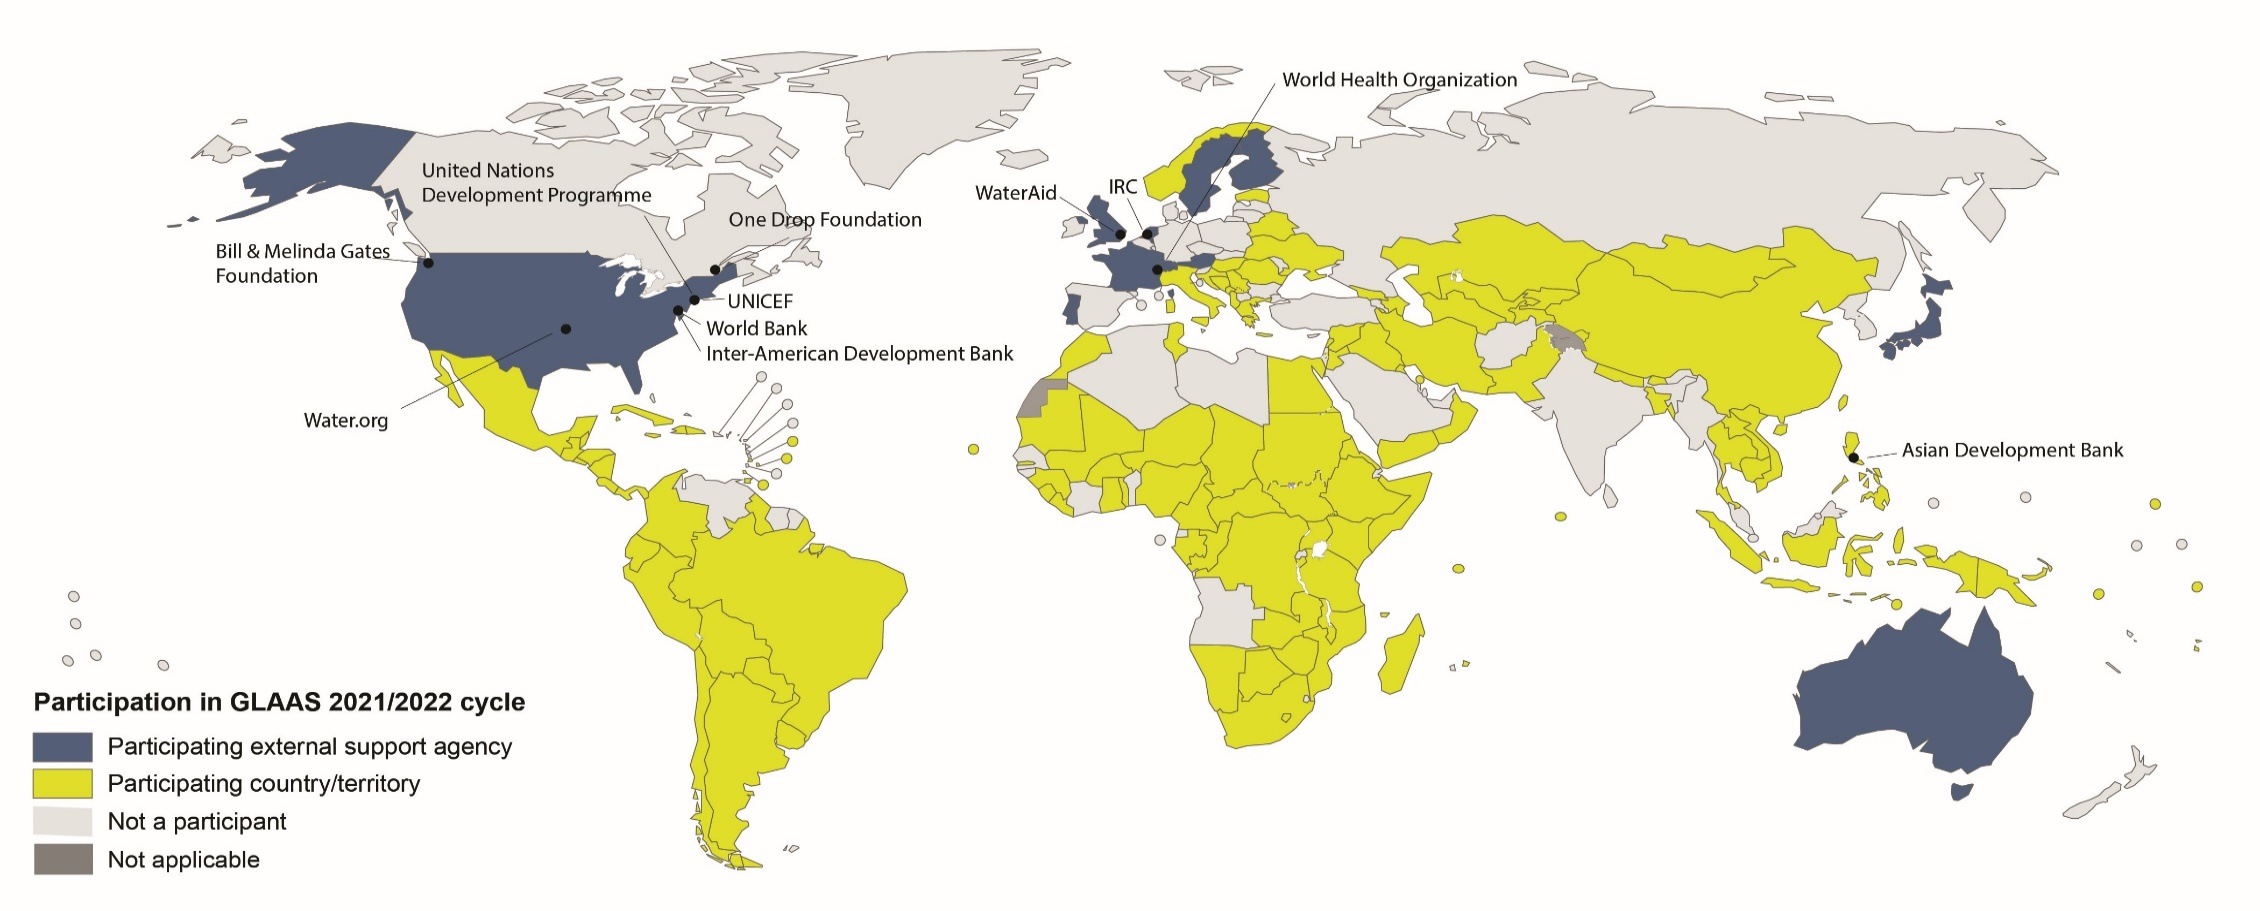 World Health Organization
United Nations
Development Programme
WaterAid
IRC
One Drop Foundation
Bill & Melinda Gates
Foundation
UNICEF
World Bank
Inter-American Development Bank
Water.org
Asian Development Bank
Participation in GLAAS 2021/2022 cycle
Participating external support agency
Participating country/territory
Not a participant
Not applicable